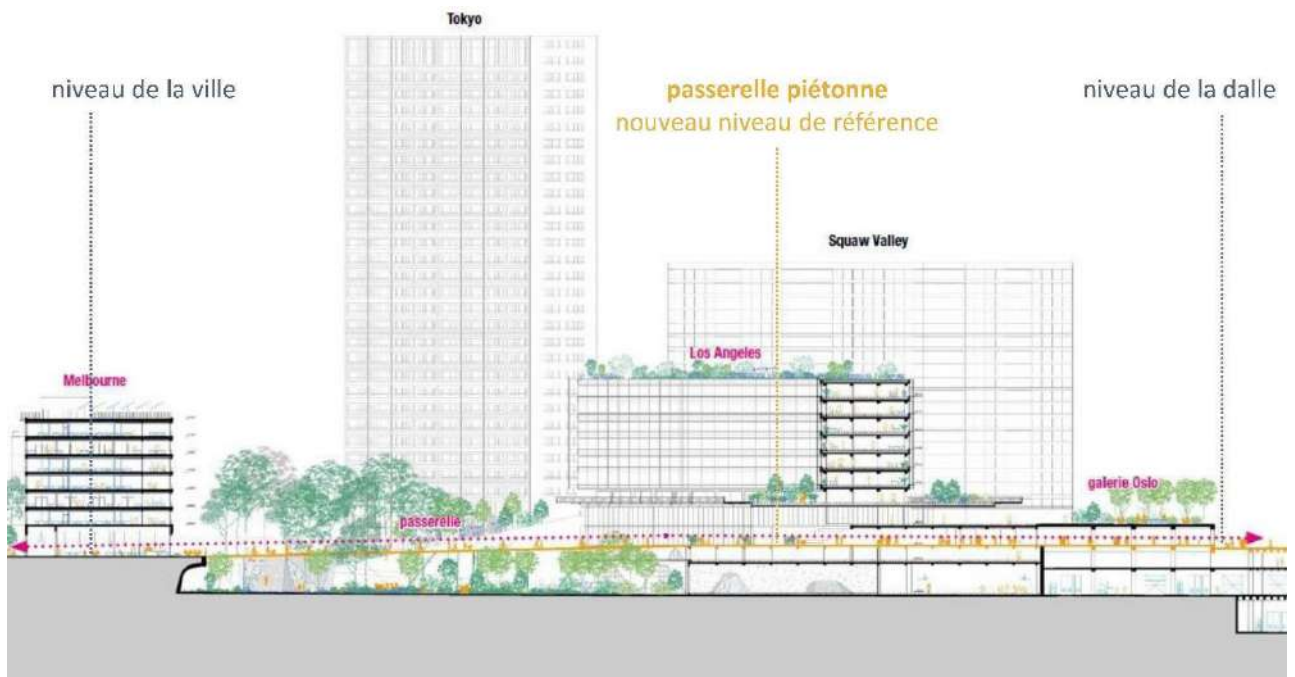 Tokyo
niveau de la ville
passerelle piétonne
nouveau niveau de référence
niveau de la dalle
Squaw Valley
Los Angeles
Melbourne
galerie Oslo
passerelle